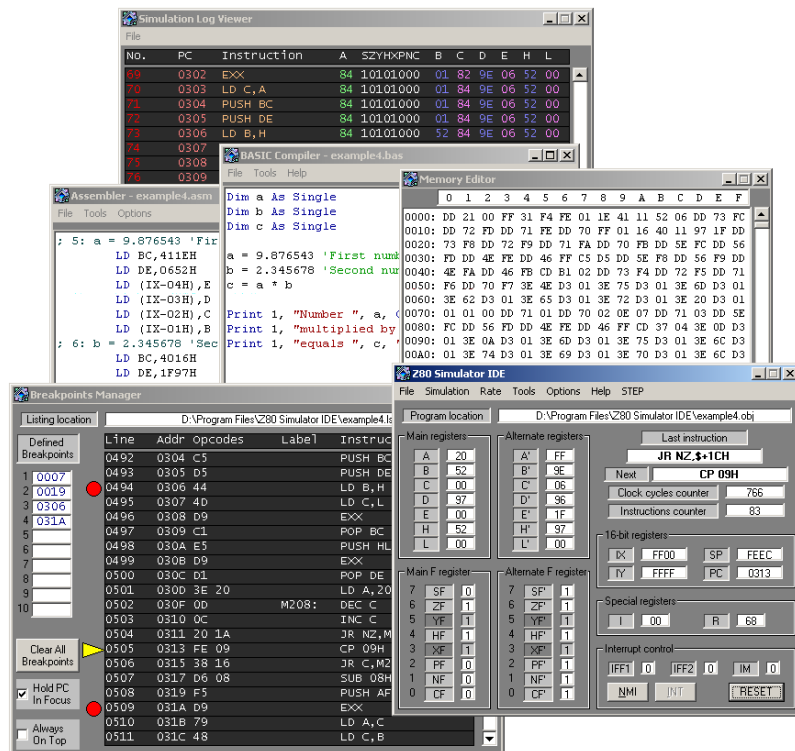 Simulation Log Viewer
File
No. PC Instruction A SZYHXPNC B C D E H L
69 0302 EXX 84 10101000 01 82 9E 06 52 00
70 0303 LD C,A 84 10101000 01 84 9E 06 52 00
71 0304 PUSH BC 84 10101000 01 84 9E 06 52 00
72 0305 PUSH DE 84 10101000 01 84 9E 06 52 00
73 0306 LD B,H 84 10101000 52 84 9E 06 52 00
74 0307
75 0308
76 0309
BASIC Compiler - example4.bas
File Tools Help
Dim a As Single
Dim b As Single
Dim c As Single
a = 9.876543 'First num
b = 2.345678 'Second nu
c = a * b
Print 1, "Number ", a, (
Print 1, "multiplied by
Print 1, "equals ", c, "
Assembler - example4.asm
File Tools Options
; 5: a = 9.876543 'Fir
LD BC,411EH
LD DE,0652H
LD (IX-04H),E
LD (IX-03H),D
LD (IX-02H),C
LD (IX-01H),B
; 6: b = 2.345678 'Sec
LD BC,4016H
LD DE,1F97H
Memory Editor
0 1 2 3 4 5 6 7 8 9 A B C D E F
0000: DD 21 00 FF 31 F4 FE 01 1E 41 11 52 06 DD 73 FC
0010: DD 72 FD DD 71 FE DD 70 FF 01 16 40 11 97 1F DD
0020: 73 F8 DD 72 F9 DD 71 FA DD 70 FB DD 5E FC DD 56
0030: FD DD 4E FE DD 46 FF C5 D5 DD 5E F8 DD 56 F9 DD
0040: 4E FA DD 46 FB CD B1 02 DD 73 F4 DD 72 F5 DD 71
0050: F6 DD 70 F7 3E 30 D3 01 3E 75 D3 01 3E 6D D3 01
0060: 3E 62 D3 01 3E 65 D3 01 3E 72 D3 01 3E 20 D3 01
0070: 01 01 00 DD 71 01 DD 70 02 0E 07 DD 71 03 DD 5E
0080: FC DD 56 FD DD 4E FE DD 46 FF CD 37 04 3E 0D D3
0090: 01 3E 0A D3 01 3E 6D D3 01 3E 75 D3 01 3E 6C D3
00A0: 01 3E 74 D3 01 3E 69 D3 01 3E 70 D3 01 3E 6C D3
Breakpoints Manager
Listing location D:\Program Files\Z80 Simulator IDE\example4.ls
Defined Breakpoints
1 0007
2 0019
3 0306
4 031A
5
6
7
8
9
10
Clear All Breakpoints
Hold PC In Focus
Always On Top
Line Addr Opcodes Label Instruc
0492 0304 C5 PUSH BC
0493 0305 D5 PUSH DE
0494 0306 44 LD B,H
0495 0307 4D LD C,L
0496 0308 D9 EXX
0497 0309 C1 POP BC
0498 030A E5 PUSH HL
0499 030B D9 EXX
0500 030C D1 POP DE
0501 030D 3E 20 LD A,20
0502 030F 0D M208: DEC C
0503 0310 0C INC C
0504 0311 20 1A JR NZ,M
0505 0313 FE 09 CP 09H
0506 0315 38 16 JR C,M2
0507 0317 D6 08 SUB 08H
0508 0319 F5 PUSH AF
0509 031A D9 EXX
0510 031B 79 LD A,C
0511 031C 48 LD C,B
Z80 Simulator IDE
File Simulation Rate Tools Options Help STEP
Program location D:\Program Files\Z80 Simulator IDE\example4.obj
Main registers
A 20
B 52
C 00
D 97
E 00
H 52
L 00
Alternate registers
A' FF
B' 9E
C' 06
D' 96
E' 1F
H' 97
L' 00
Last instruction
JR NZ,$+1CH
Next CP 09H
Clock cycles counter 766
Instructions counter 83
16-bit registers
IX FF00 SP FEEC
IY FFFF PC 0313
Main F register
7 SF 0
6 ZF 0
5 YF 1
4 HF 1
3 XF 1
2 PF 0
1 NF 0
0 CF 0
Alternate F register
7 SF' 1
6 ZF' 1
5 YF' 1
4 HF' 1
3 XF' 1
2 PF' 1
1 NF' 1
0 CF' 1
Special registers
I 00 R 68
Interrupt control
IFF1 0 IFF2 0 IM 0
NMI INT RESET